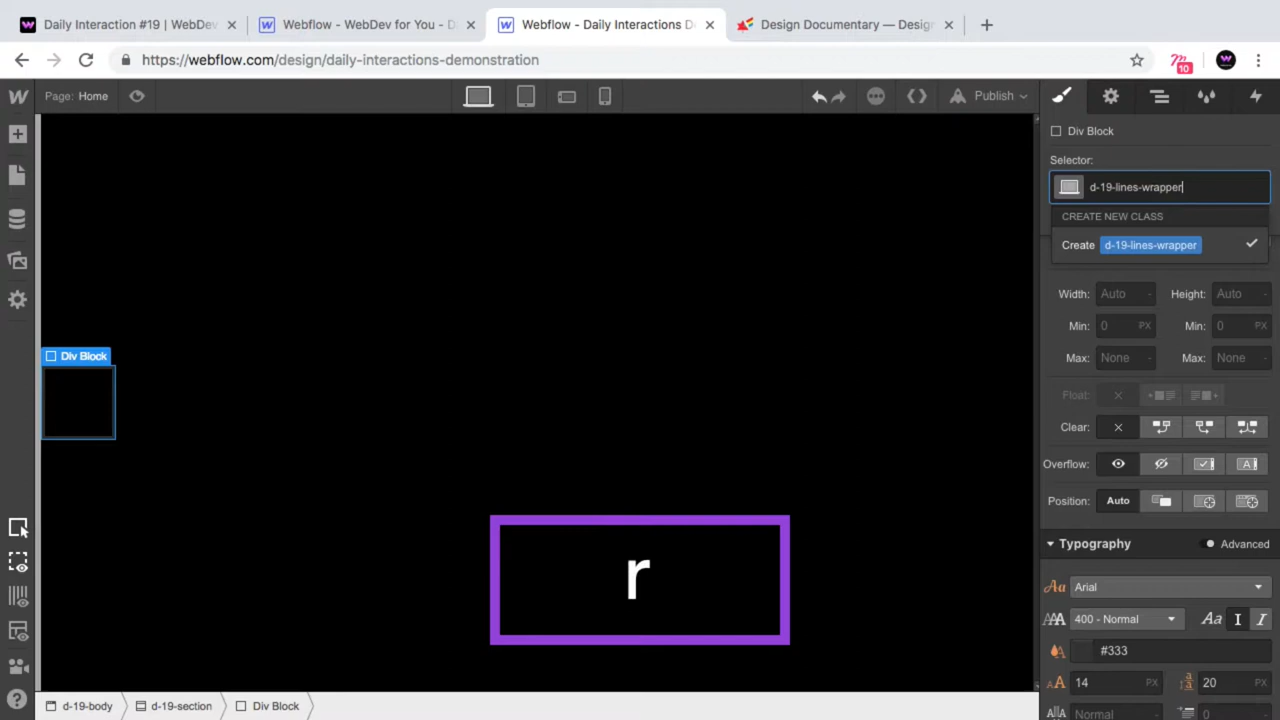 Daily Interaction #19 | WebDev
Webflow - WebDev for You - D
Webflow - Daily Interactions D
Design Documentary — Design
https://webflow.com/design/daily-interactions-demonstration
10
Page: Home
Publish
Div Block
Selector:
d-19-lines-wrapper
CREATE NEW CLASS
Create d-19-lines-wrapper
Width: Auto - Height: Auto -
Min: 0 PX Min: 0 PX
Max: None - Max: None -
Float:
Clear:
Overflow:
Position: Auto
Typography Advanced
Arial
400 - Normal
#333
14 PX 20 PX
Normal 0
Div Block
r
d-19-body d-19-section Div Block